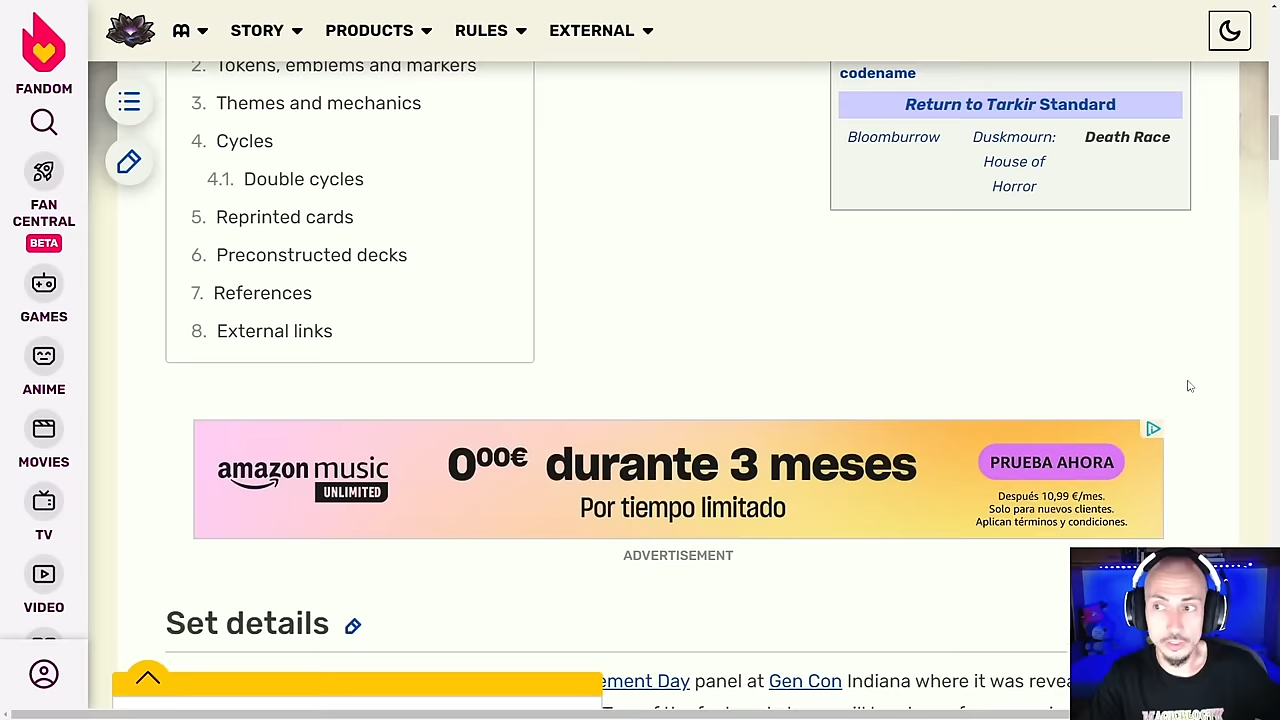 STORY
PRODUCTS
RULES
EXTERNAL
FANDOM
FAN
CENTRAL
BETA
GAMES
ANIME
MOVIES
TV
VIDEO
2. Tokens, emblems and markers
3. Themes and mechanics
4. Cycles
4.1. Double cycles
5. Reprinted cards
6. Preconstructed decks
7. References
8. External links
codename
Return to Tarkir Standard
Bloomburrow
Duskmourn:
House of
Horror
Death Race
amazon music
UNLIMITED
0⁰⁰€ durante 3 meses
Por tiempo limitado
PRUEBA AHORA
Después 10,99 €/mes.
Solo para nuevos clientes.
Aplican términos y condiciones.
ADVERTISEMENT
Set details
ement Day panel at Gen Con Indiana where it was revea